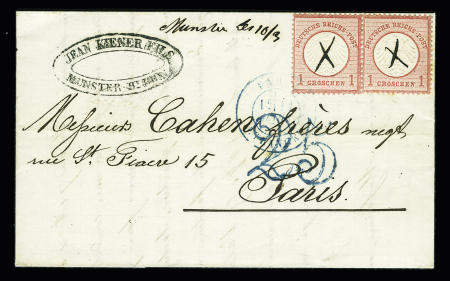 Munster le 10/3
JEAN KIENER FILS
MUNSTER
DEUTSCHE REICHS-POST
1 GROSCHEN 1
DEUTSCHE REICHS-POST
1 GROSCHEN 1
Messieurs Cahen frères negt
rue St. Fiacre 15
25
Paris.